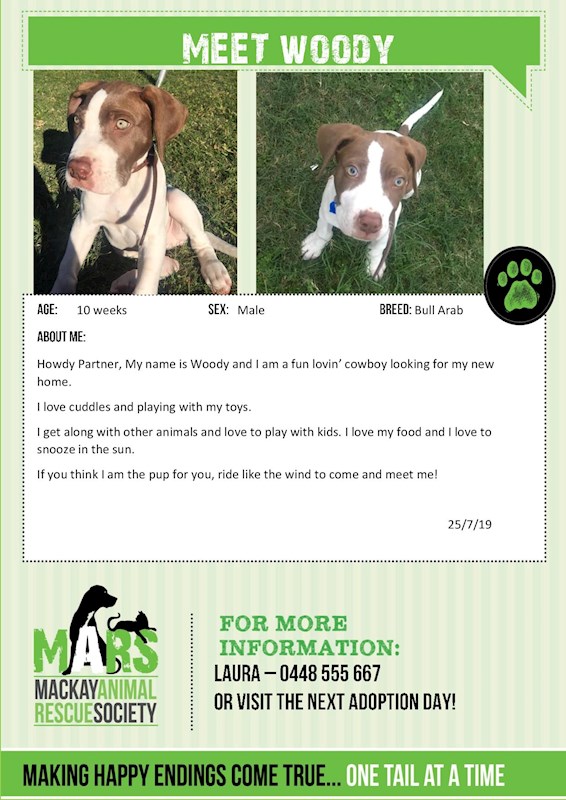 MEET WOODY
AGE: 10 weeks SEX: Male BREED: Bull Arab
ABOUT ME:
Howdy Partner, My name is Woody and I am a fun lovin’ cowboy looking for my new
home.
I love cuddles and playing with my toys.
I get along with other animals and love to play with kids. I love my food and I love to
snooze in the sun.
If you think I am the pup for you, ride like the wind to come and meet me!
25/7/19
MARS
MACKAYANIMAL
RESCUESOCIETY
FOR MORE
INFORMATION:
LAURA – 0448 555 667
OR VISIT THE NEXT ADOPTION DAY!
MAKING HAPPY ENDINGS COME TRUE... ONE TAIL AT A TIME